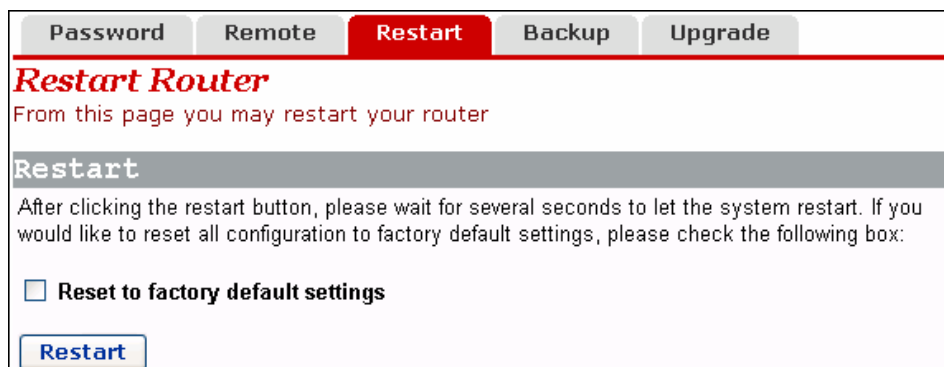 Password Remote Restart Backup Upgrade
Restart Router
From this page you may restart your router
Restart
After clicking the restart button, please wait for several seconds to let the system restart. If you
would like to reset all configuration to factory default settings, please check the following box:
Reset to factory default settings
Restart